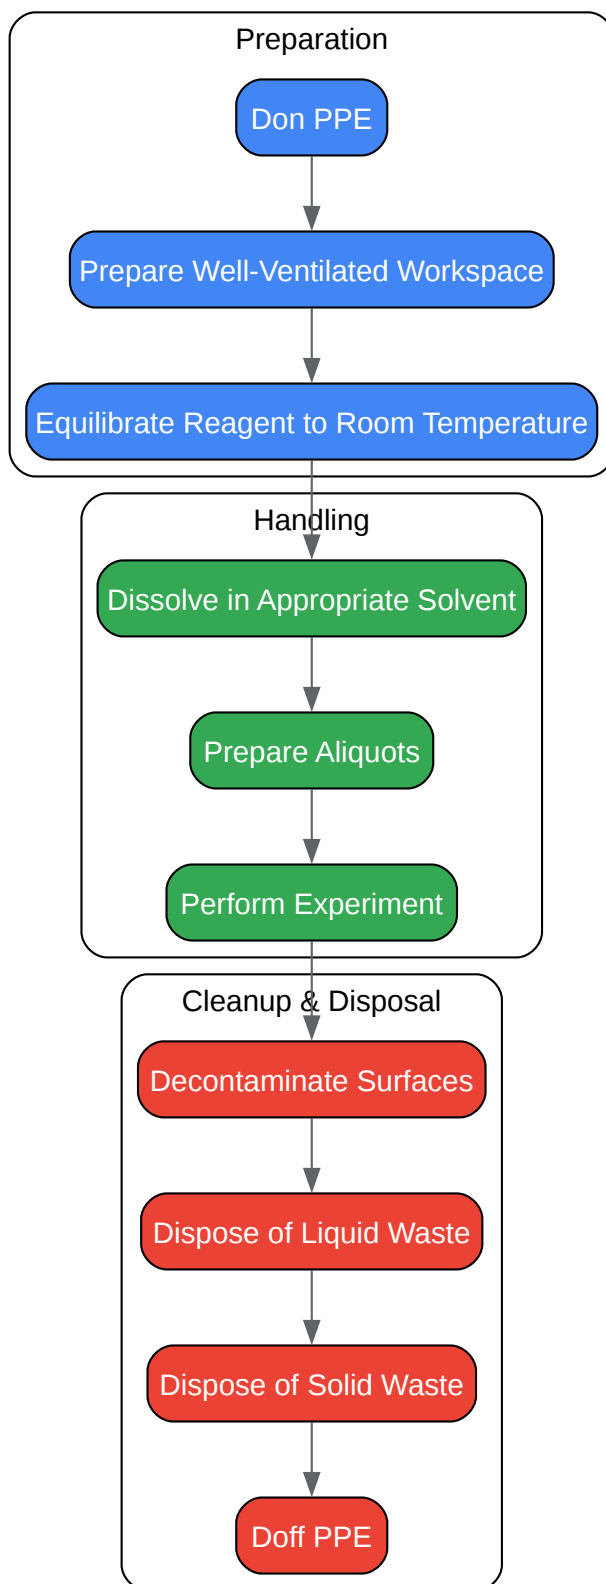 Preparation
Don PPE
Prepare Well-Ventilated Workspace
Equilibrate Reagent to Room Temperature
Handling
Dissolve in Appropriate Solvent
Prepare Aliquots
Perform Experiment
Cleanup & Disposal
Decontaminate Surfaces
Dispose of Liquid Waste
Dispose of Solid Waste
Doff PPE